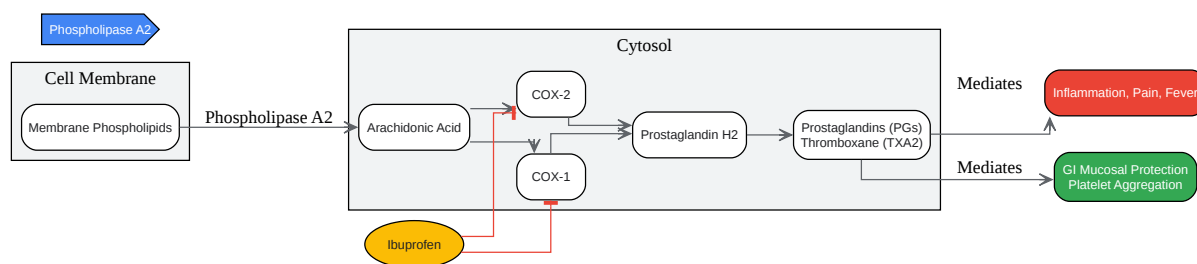 Phospholipase A2
Cell Membrane
Membrane Phospholipids
Phospholipase A2
Cytosol
Arachidonic Acid
COX-2
COX-1
Prostaglandin H2
Prostaglandins (PGs)
Thromboxane (TXA2)
Mediates
Inflammation, Pain, Fever
Mediates
GI Mucosal Protection
Platelet Aggregation
Ibuprofen